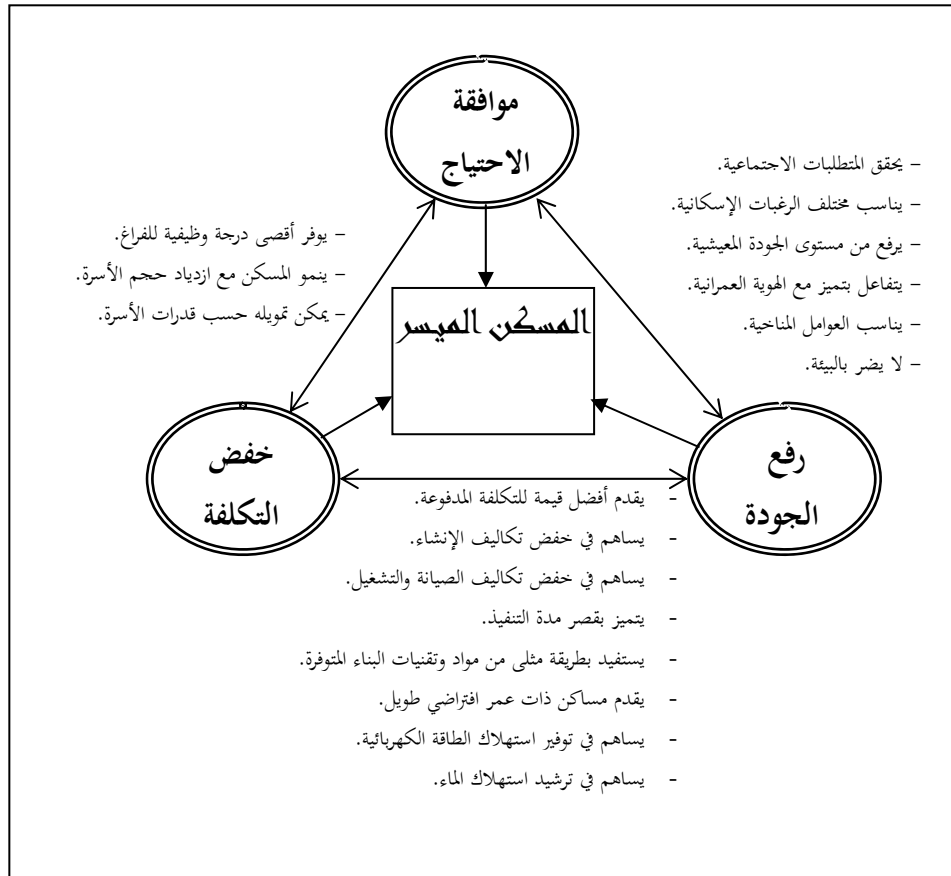 موافقة
الاحتياج
– يحقق المتطلبات الاجتماعية.
– يناسب مختلف الرغبات الإسكانية.
– يرفع من مستوى الجودة المعيشية.
– يتفاعل بتميز مع الهوية العمرانية.
– يناسب العوامل المناخية.
– لا يضر بالبيئة.
– يوفر أقصى درجة وظيفية للفراغ.
– ينمو المسكن مع ازدياد حجم الأسرة.
– يمكن تمويله حسب قدرات الأسرة.
المسكن الميسر
رفع
الجودة
خفض
التكلفة
- يقدم أفضل قيمة للتكلفة المدفوعة.
- يساهم في خفض تكاليف الإنشاء.
- يساهم في خفض تكاليف الصيانة والتشغيل.
- يتميز بقصر مدة التنفيذ.
- يستفيد بطريقة مثلى من مواد وتقنيات البناء المتوفرة.
- يقدم مساكن ذات عمر افتراضي طويل.
- يساهم في توفير استهلاك الطاقة الكهربائية.
- يساهم في ترشيد استهلاك الماء.